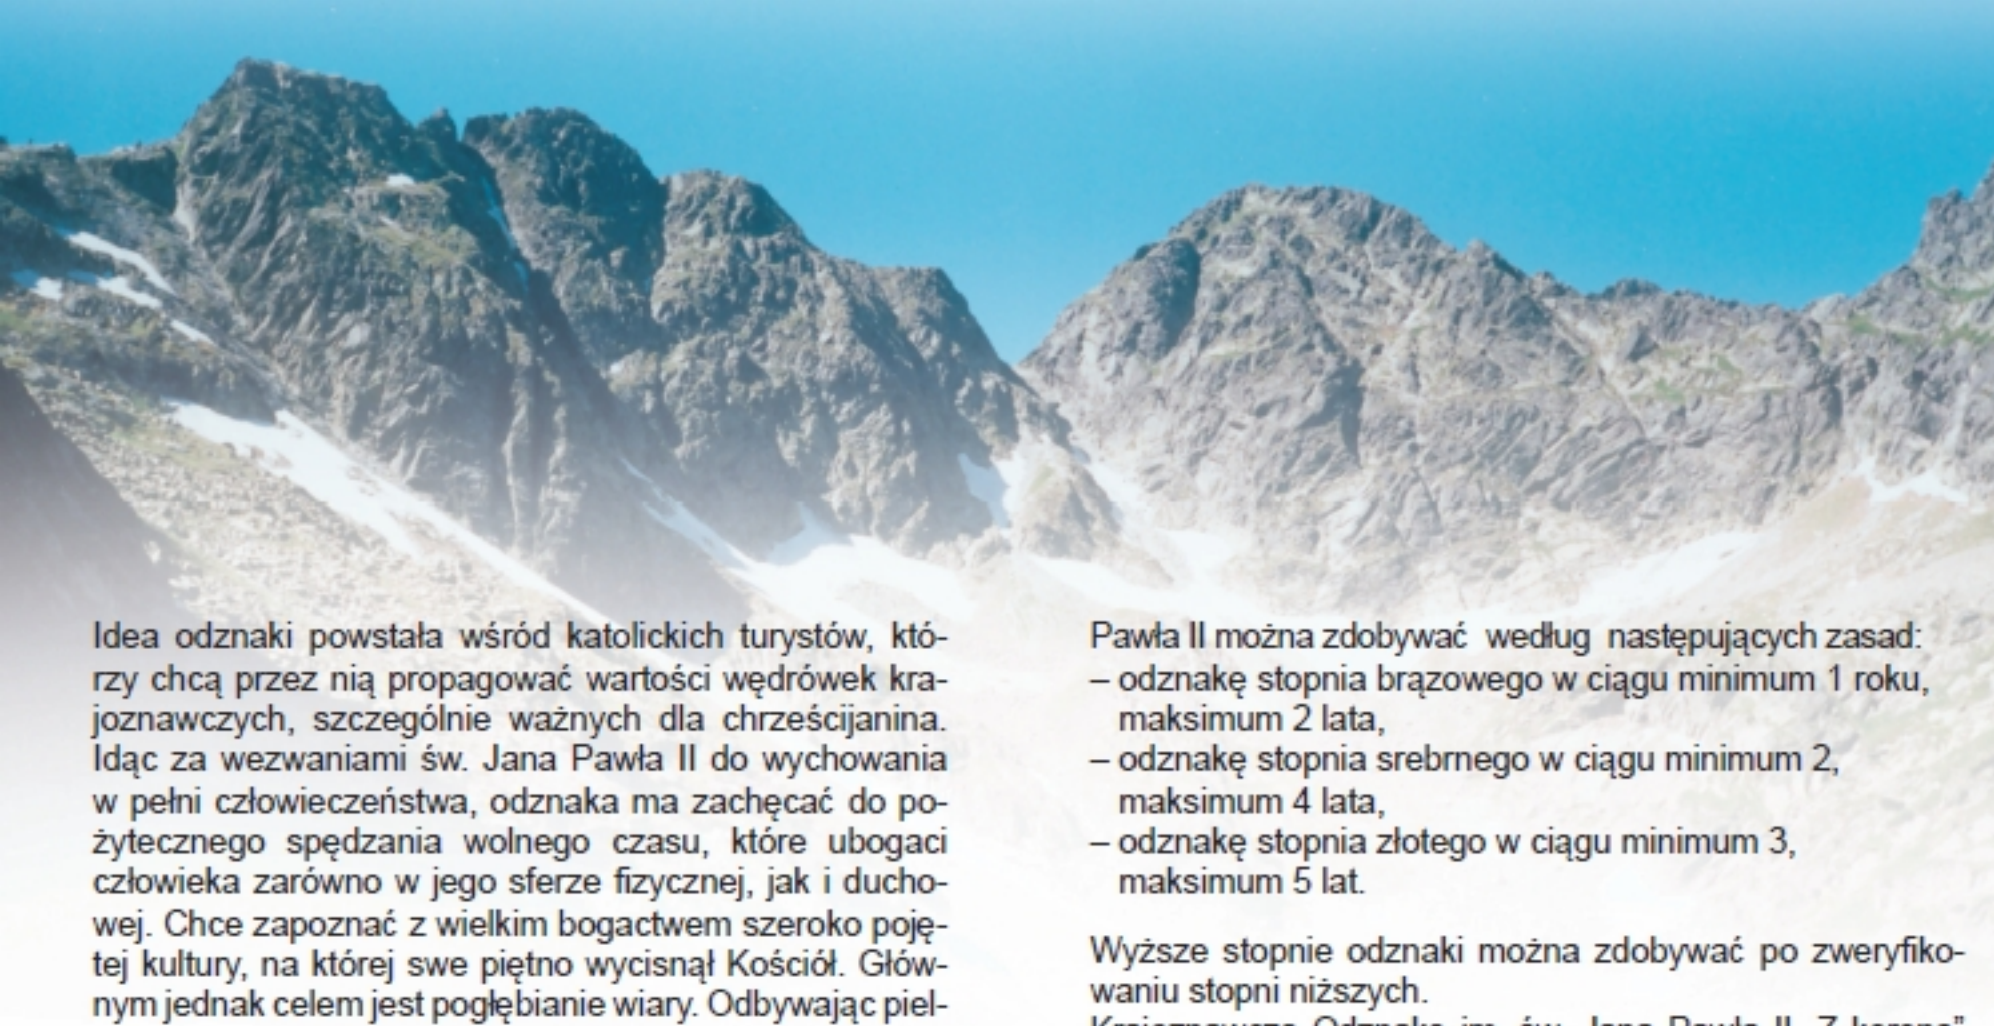 Idea odznaki powstała wśród katolickich turystów, któ-
rzy chcą przez nią propagować wartości wędrówek kra-
joznawczych, szczególnie ważnych dla chrześcijanina.
Idąc za wezwaniami św. Jana Pawła II do wychowania
w pełni człowieczeństwa, odznaka ma zachęcać do po-
żytecznego spędzania wolnego czasu, które ubogaci
człowieka zarówno w jego sferze fizycznej, jak i ducho-
wej. Chce zapoznać z wielkim bogactwem szeroko poję-
tej kultury, na której swe piętno wycisnął Kościół. Głów-
nym jednak celem jest pogłębianie wiary. Odbywając piel-
Pawła II można zdobywać według następujących zasad:
– odznakę stopnia brązowego w ciągu minimum 1 roku,
maksimum 2 lata,
– odznakę stopnia srebrnego w ciągu minimum 2,
maksimum 4 lata,
– odznakę stopnia złotego w ciągu minimum 3,
maksimum 5 lat.
Wyższe stopnie odznaki można zdobywać po zweryfiko-
waniu stopni niższych.